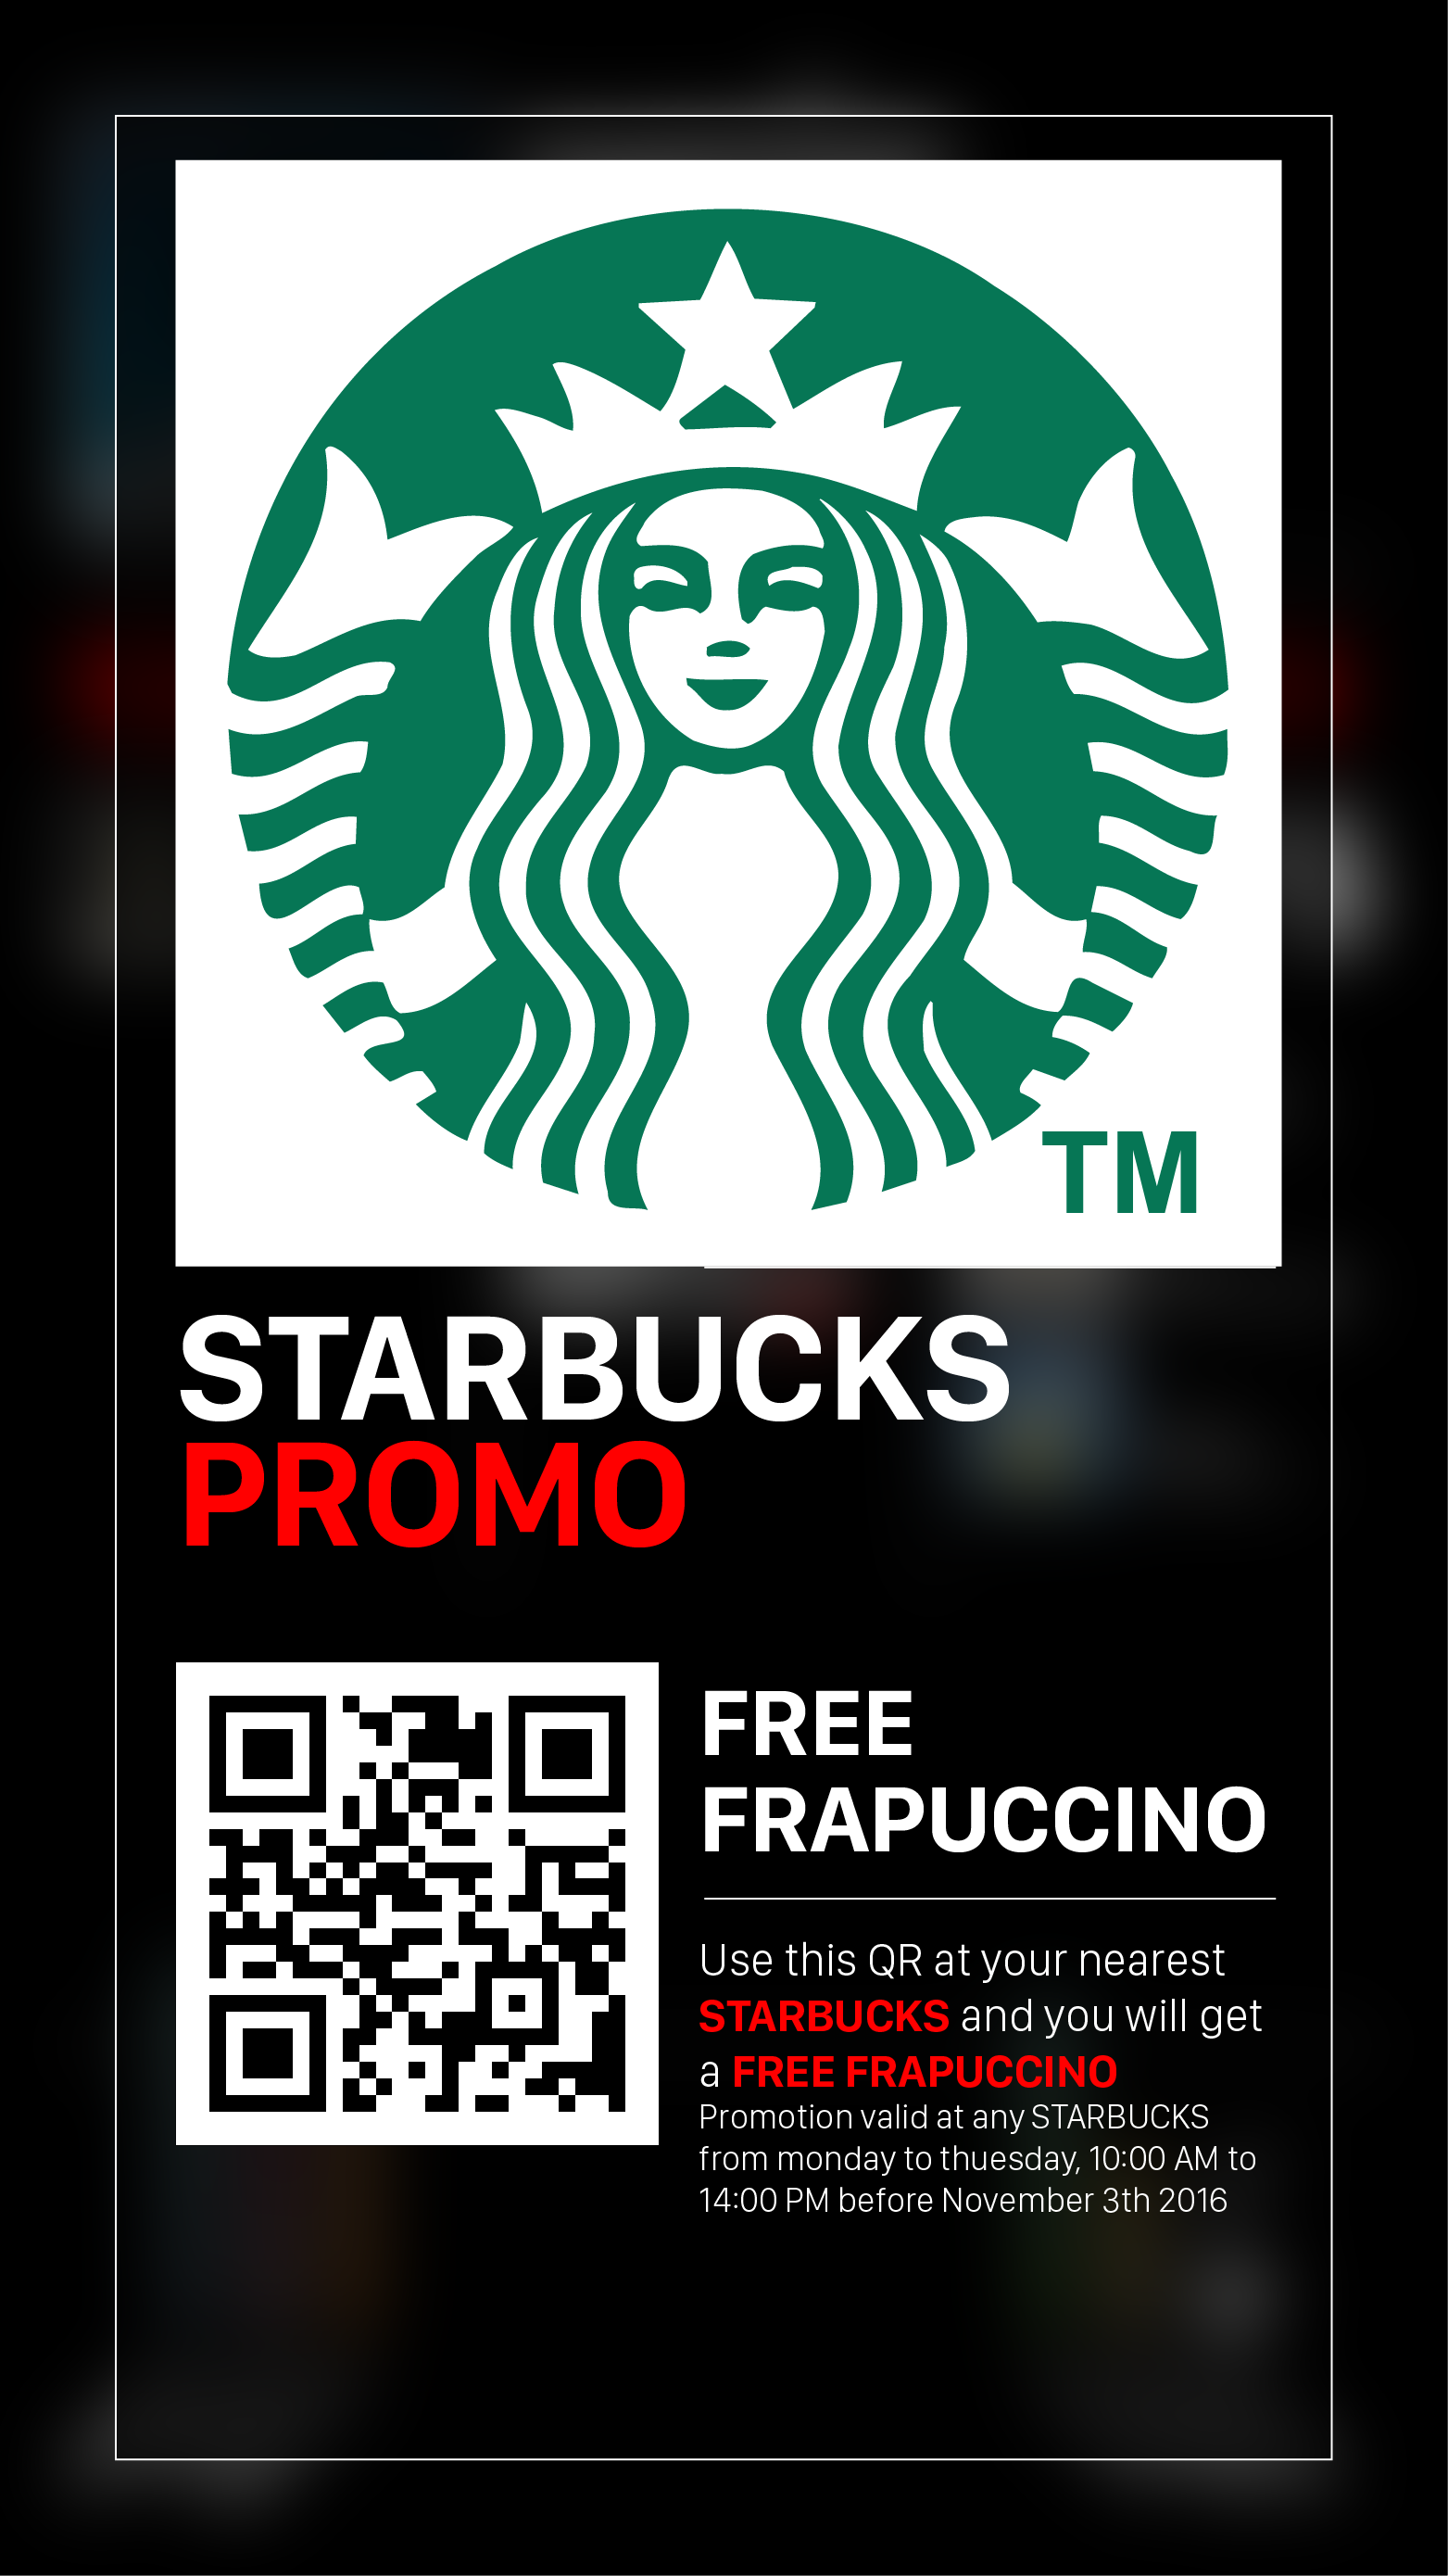 TM
STARBUCKS
PROMO
FREE
FRAPUCCINO
Use this QR at your nearest
STARBUCKS and you will get
a FREE FRAPUCCINO
Promotion valid at any STARBUCKS
from monday to thuesday, 10:00 AM to
14:00 PM before November 3th 2016